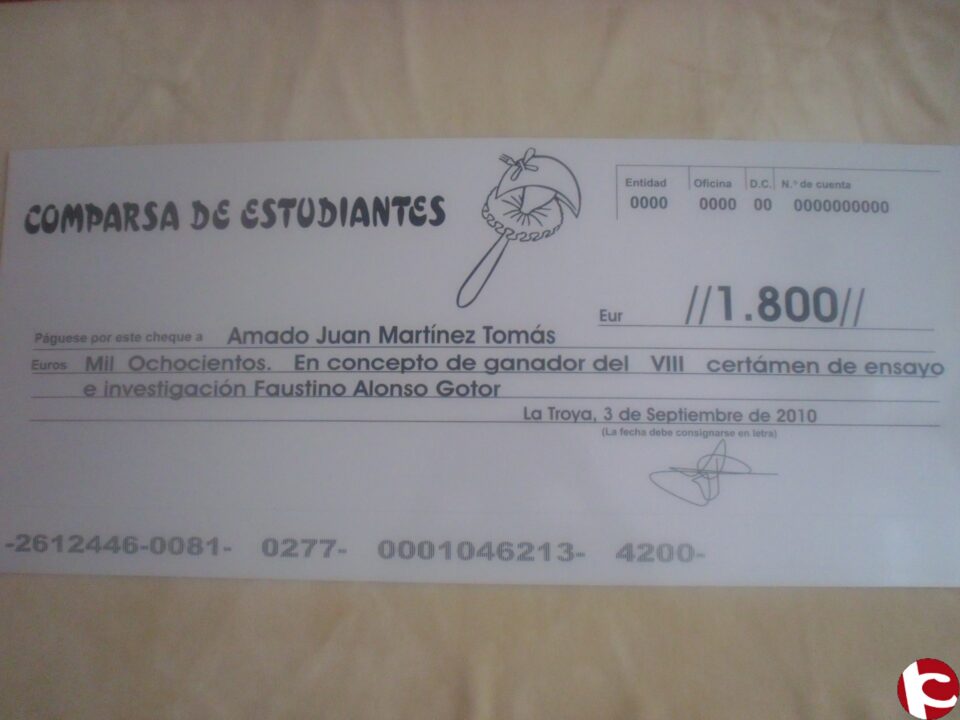 COMPARSA DE ESTUDIANTES
Entidad Oficina D.C. N.º de cuenta
0000 0000 00 0000000000
Eur //1.800//
Páguese por este cheque a Amado Juan Martínez Tomás
Euros Mil Ochocientos. En concepto de ganador del VIII certámen de ensayo
e investigación Faustino Alonso Gotor
La Troya, 3 de Septiembre de 2010
(La fecha debe consignarse en letra)
-2612446-0081- 0277- 0001046213- 4200-